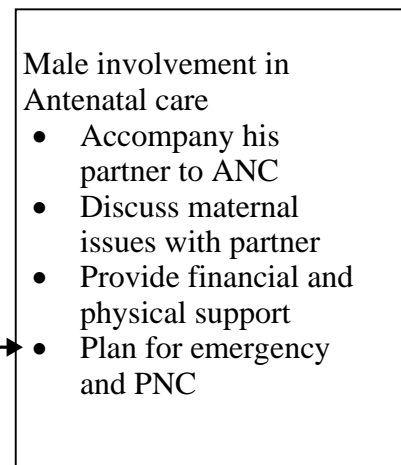 Male involvement in
Antenatal care
• Accompany his
partner to ANC
• Discuss maternal
issues with partner
• Provide financial and
physical support
• Plan for emergency
and PNC